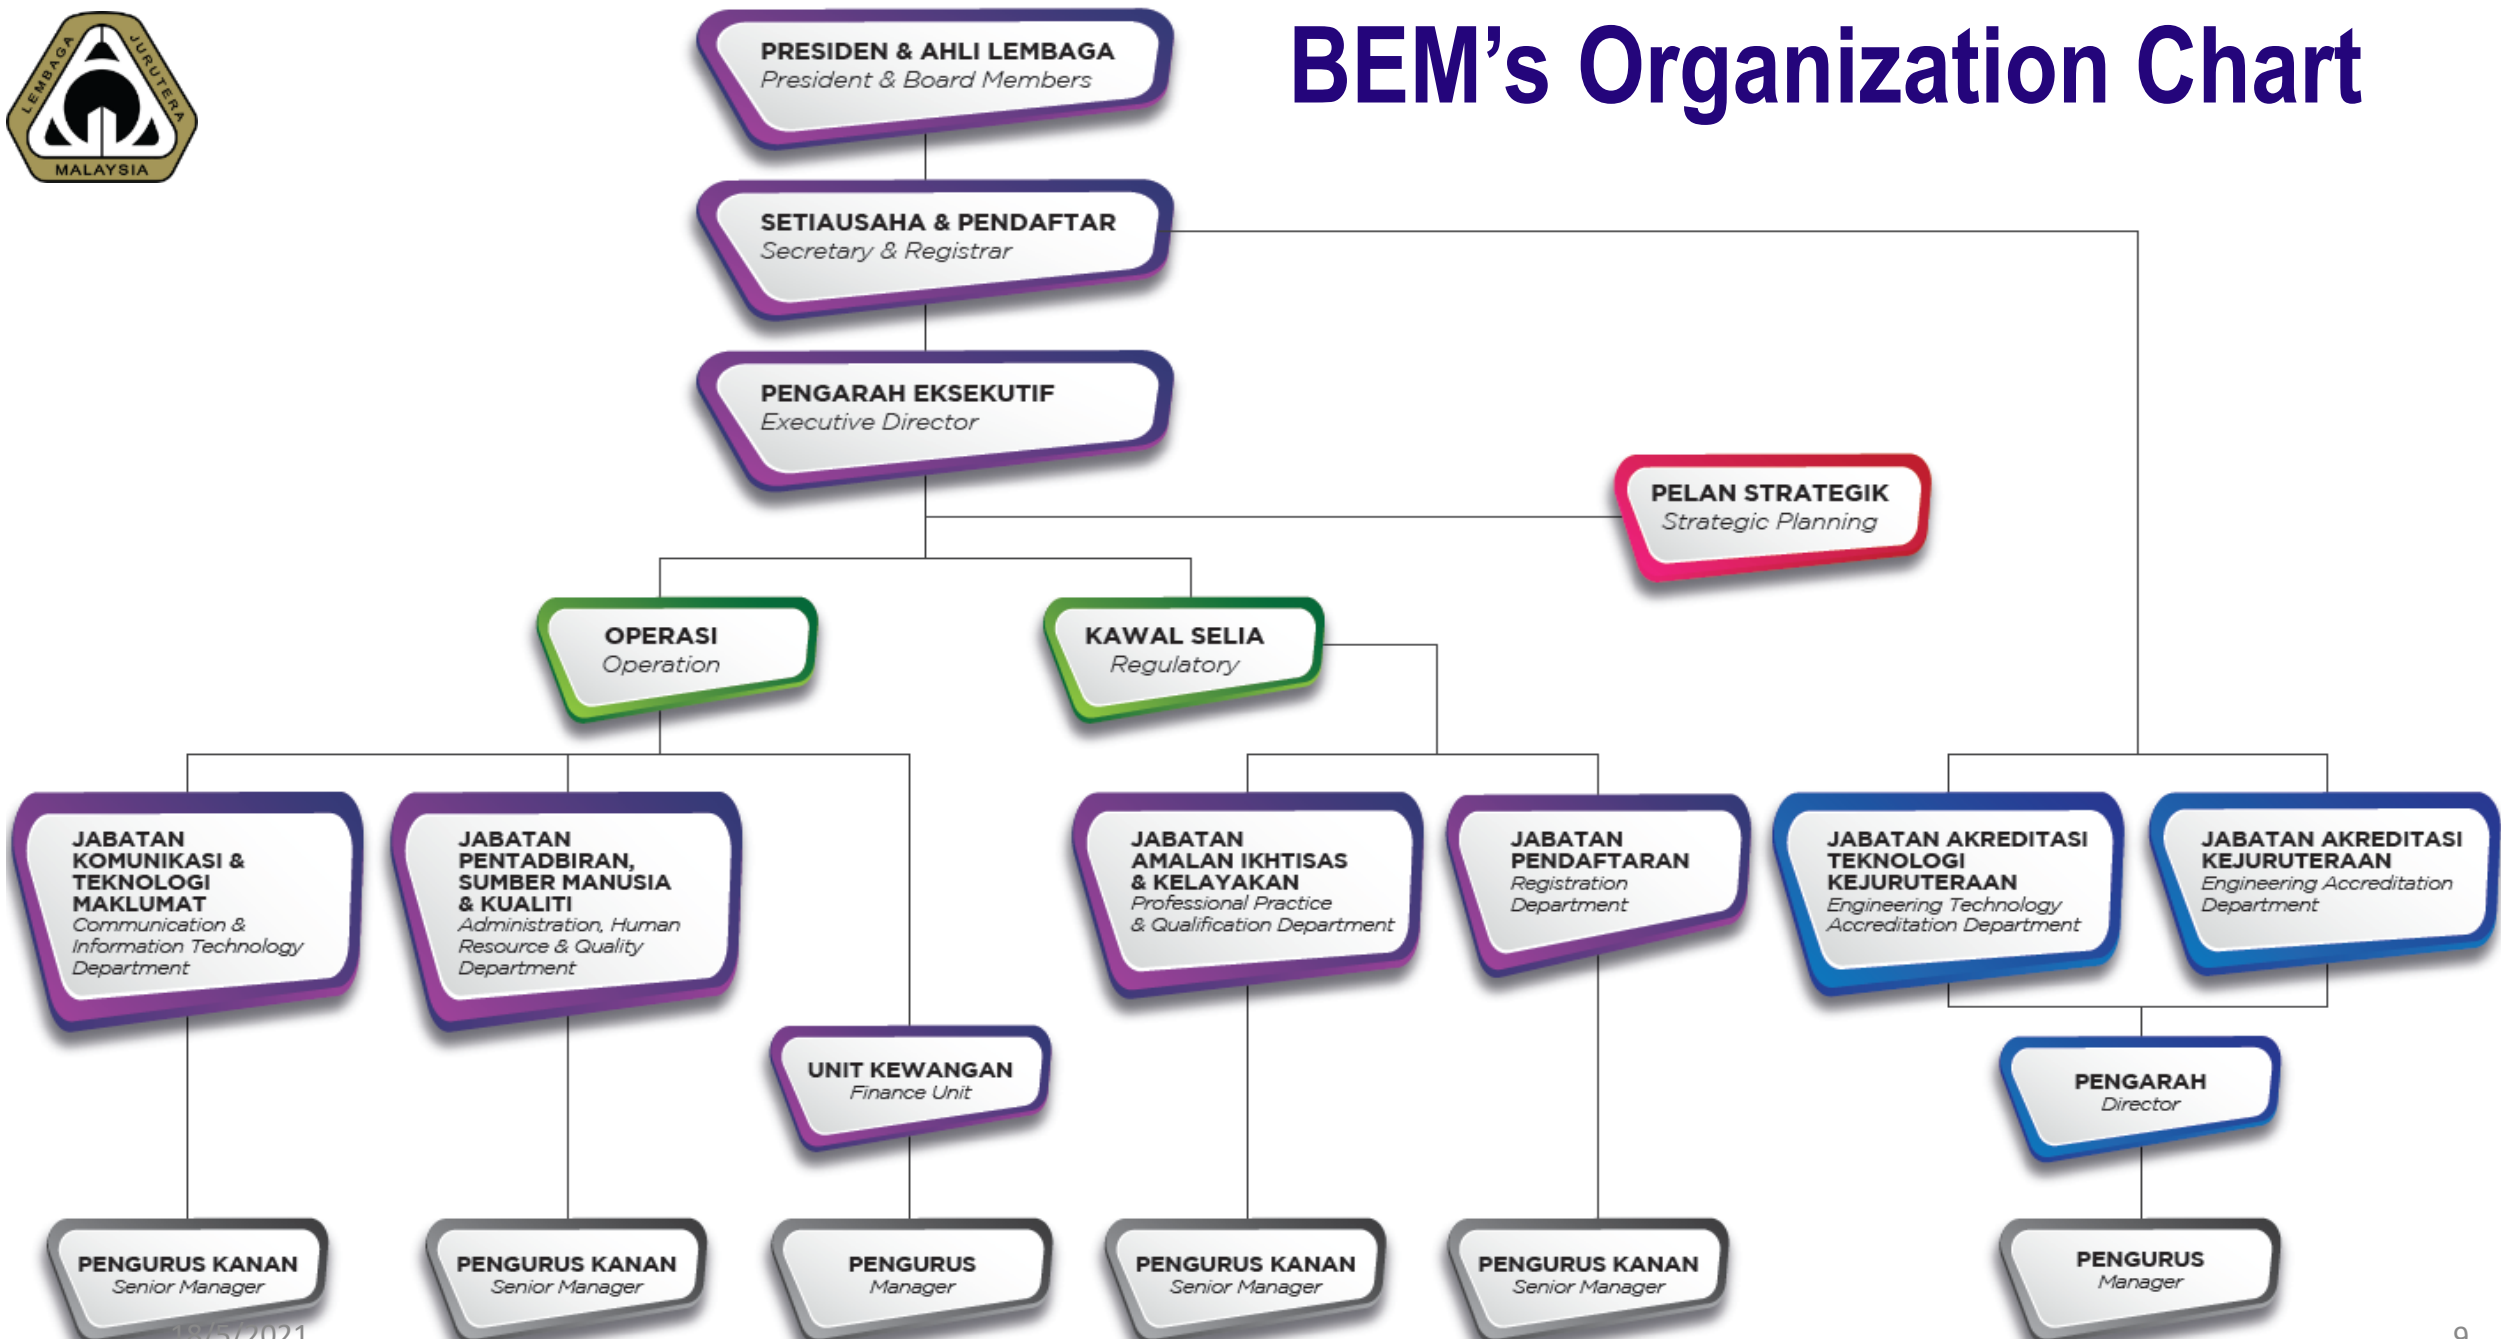 BEM's Organization Chart
LEMBAGA
JURUTERA
MALAYSIA
PRESIDEN & AHLI LEMBAGA
President & Board Members
SETIAUSAHA & PENDAFTAR
Secretary & Registrar
PENGARAH EKSEKUTIF
Executive Director
PELAN STRATEGIK
Strategic Planning
OPERASI
Operation
KAWAL SELIA
Regulatory
JABATAN
KOMUNIKASI &
TEKNOLOGI
MAKLUMAT
Communication &
Information Technology
Department
JABATAN
PENTADBIRAN,
SUMBER MANUSIA
& KUALITI
Administration, Human
Resource & Quality
Department
UNIT KEWANGAN
Finance Unit
JABATAN
AMALAN IKHTISAS
& KELAYAKAN
Professional Practice
& Qualification Department
JABATAN
PENDAFTARAN
Registration
Department
JABATAN AKREDITASI
TEKNOLOGI
KEJURUTERAAN
Engineering Technology
Accreditation Department
JABATAN AKREDITASI
KEJURUTERAAN
Engineering Accreditation
Department
PENGARAH
Director
PENGURUS KANAN
Senior Manager
PENGURUS KANAN
Senior Manager
PENGURUS
Manager
PENGURUS KANAN
Senior Manager
PENGURUS KANAN
Senior Manager
PENGURUS
Manager
18/5/2021
9